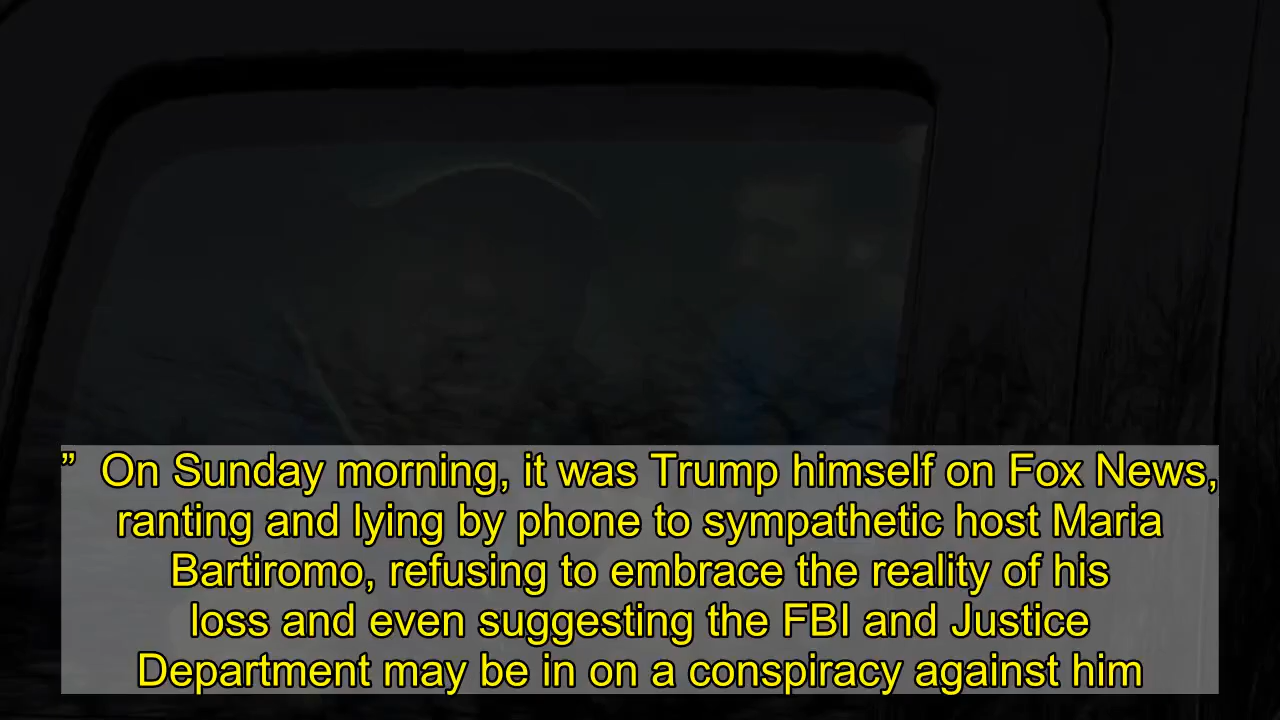 ”  On Sunday morning, it was Trump himself on Fox News,
ranting and lying by phone to sympathetic host Maria
Bartiromo, refusing to embrace the reality of his
loss and even suggesting the FBI and Justice
Department may be in on a conspiracy against him